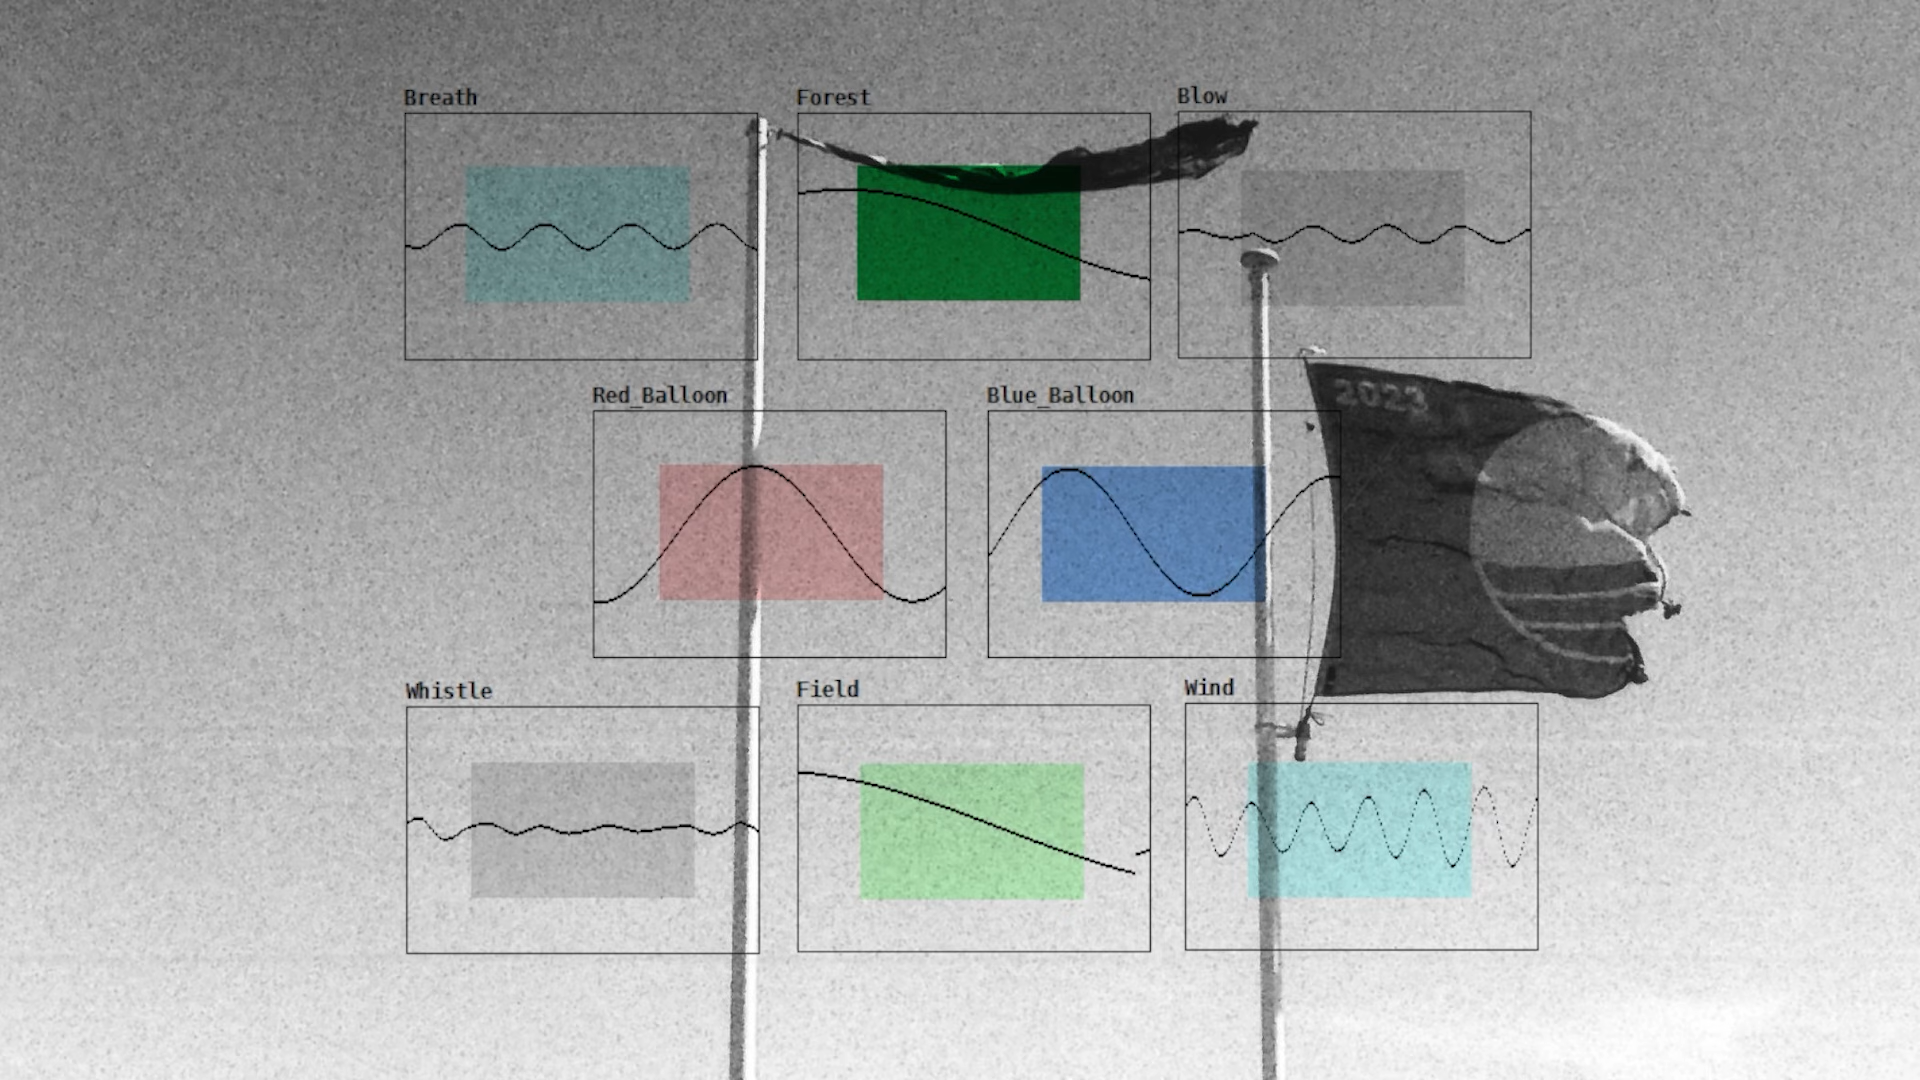 Breath
Forest
Blow
Red_Balloon
Blue_Balloon
2023
Whistle
Field
Wind